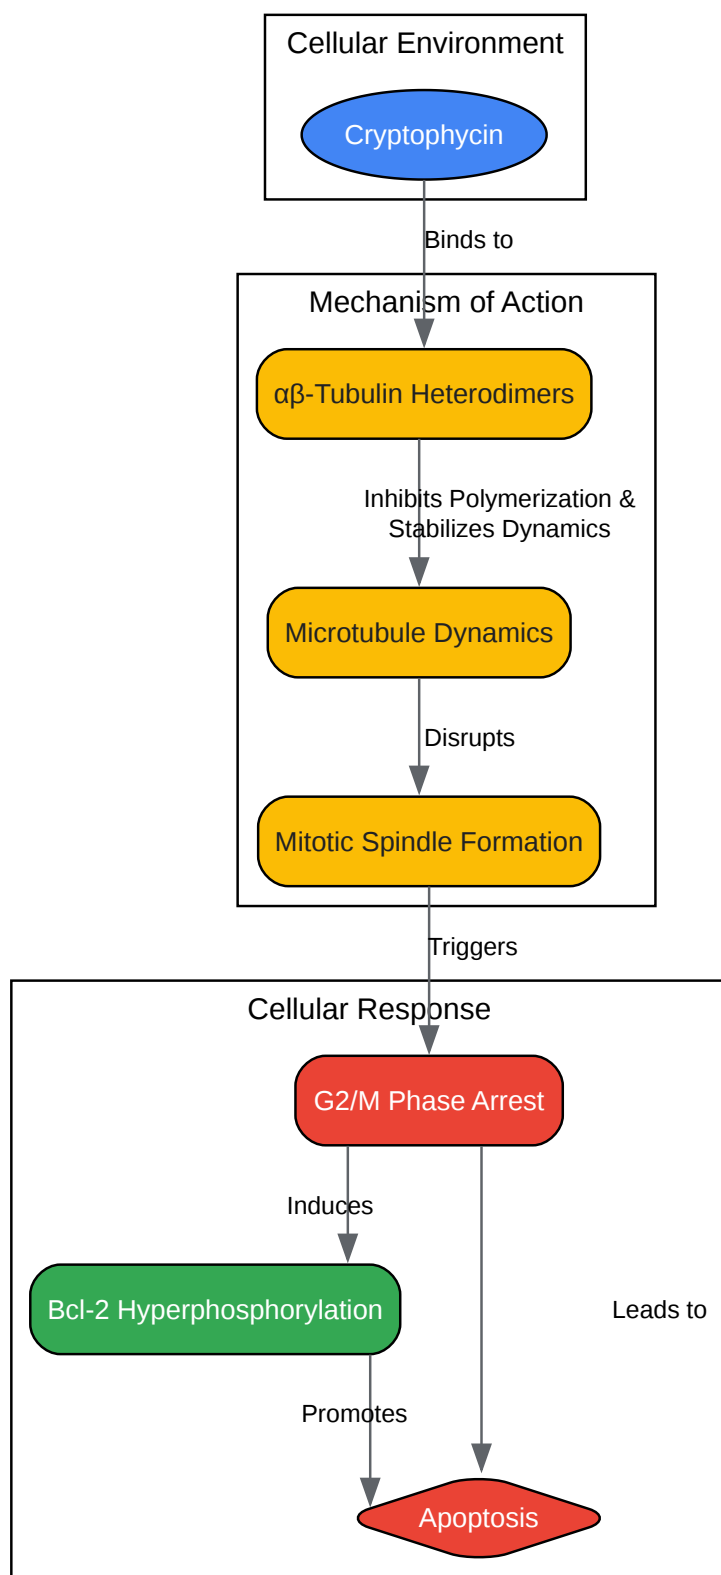 Cellular Environment
Cryptophycin
Binds to
Mechanism of Action
αβ-Tubulin Heterodimers
Inhibits Polymerization &
Stabilizes Dynamics
Microtubule Dynamics
Disrupts
Mitotic Spindle Formation
Triggers
Cellular Response
G2/M Phase Arrest
Induces
Bcl-2 Hyperphosphorylation
Leads to
Promotes
Apoptosis